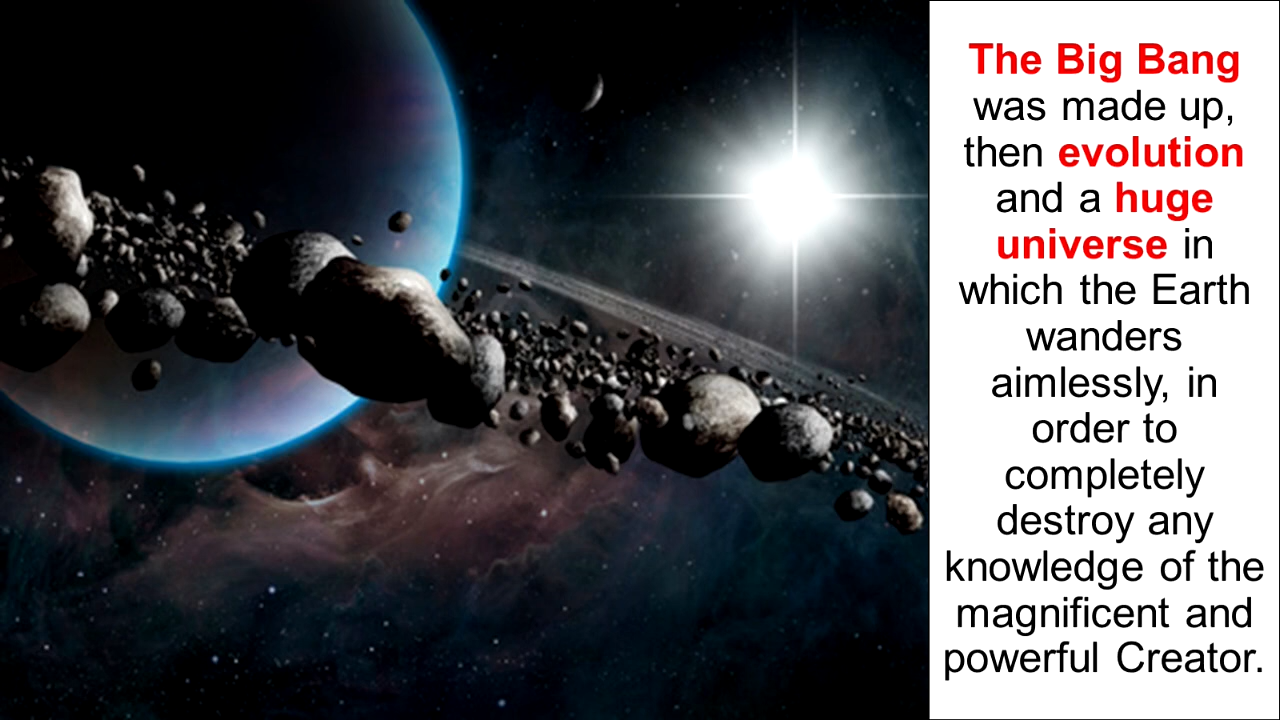 The Big Bang
was made up,
then evolution
and a huge
universe in
which the Earth
wanders
aimlessly, in
order to
completely
destroy any
knowledge of the
magnificent and
powerful Creator.